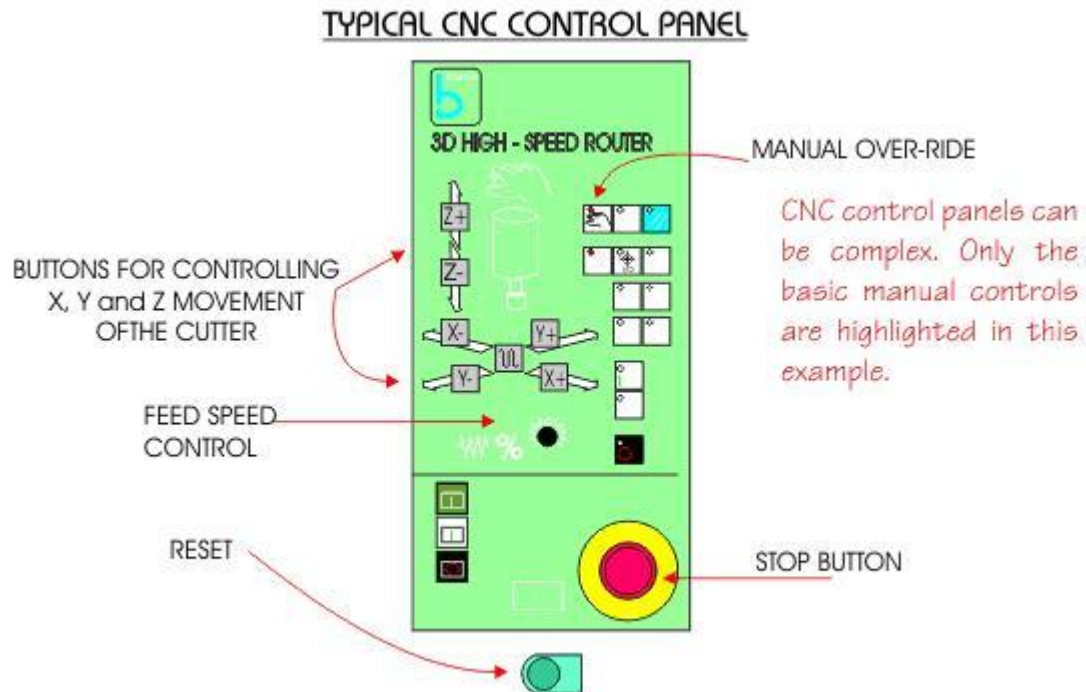 TYPICAL CNC CONTROL PANEL
b
3D HIGH - SPEED ROUTER
MANUAL OVER-RIDE
CNC control panels can
be complex. Only the
basic manual controls
are highlighted in this
example.
Z+
Z-
BUTTONS FOR CONTROLLING
X, Y and Z MOVEMENT
OFTHE CUTTER
X-
Y+
Y-
X+
FEED SPEED
CONTROL
%
RESET
STOP BUTTON